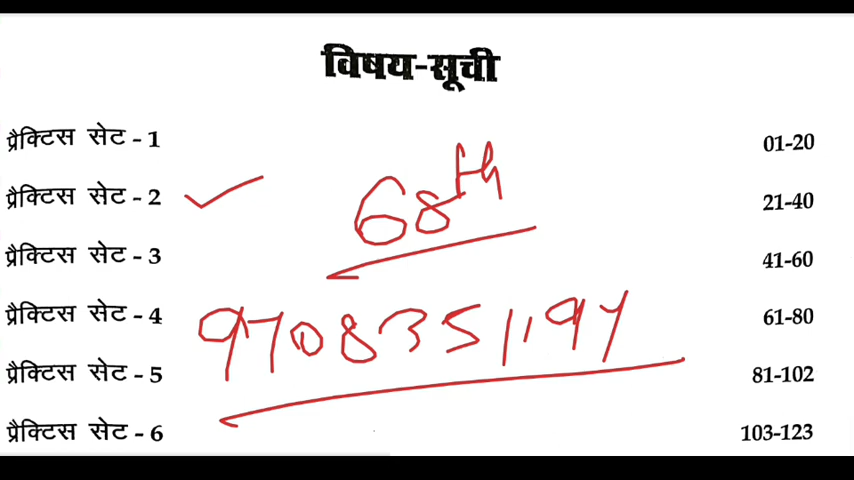 विषय-सूची
प्रैक्टिस सेट - 1 01-20
प्रैक्टिस सेट - 2 21-40
68th
प्रैक्टिस सेट - 3 41-60
प्रैक्टिस सेट - 4 61-80
9708351194
प्रैक्टिस सेट - 5 81-102
प्रैक्टिस सेट - 6 103-123